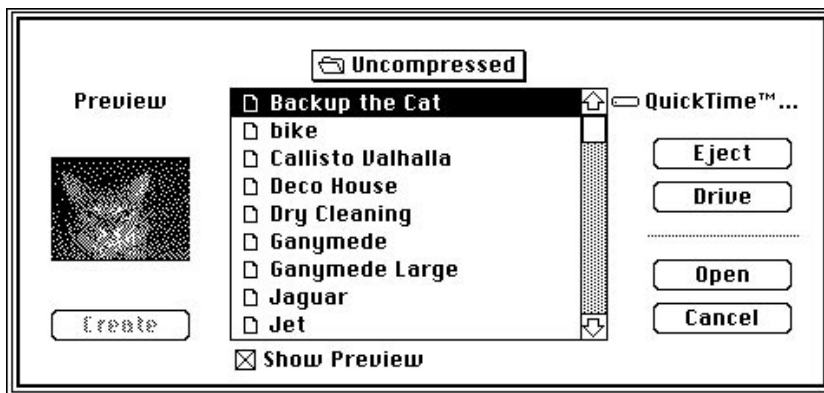 Uncompressed
Preview
QuickTime™...
Backup the Cat
bike
Callisto Valhalla
Deco House
Dry Cleaning
Ganymede
Ganymede Large
Jaguar
Jet
Create
Show Preview
Eject
Drive
Open
Cancel